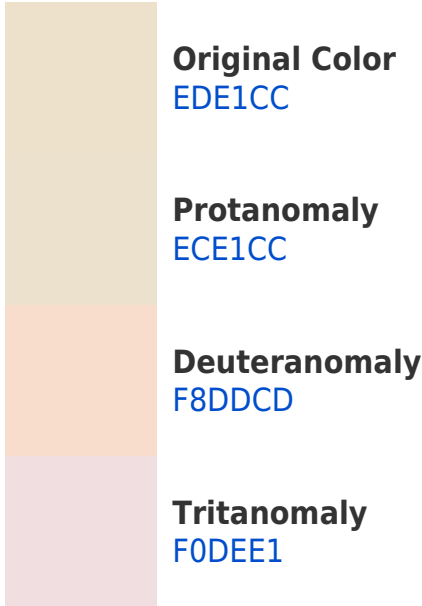 Original Color
EDE1CC
Protanomaly
ECE1CC
Deuteranomaly
F8DDCD
Tritanomaly
F0DEE1